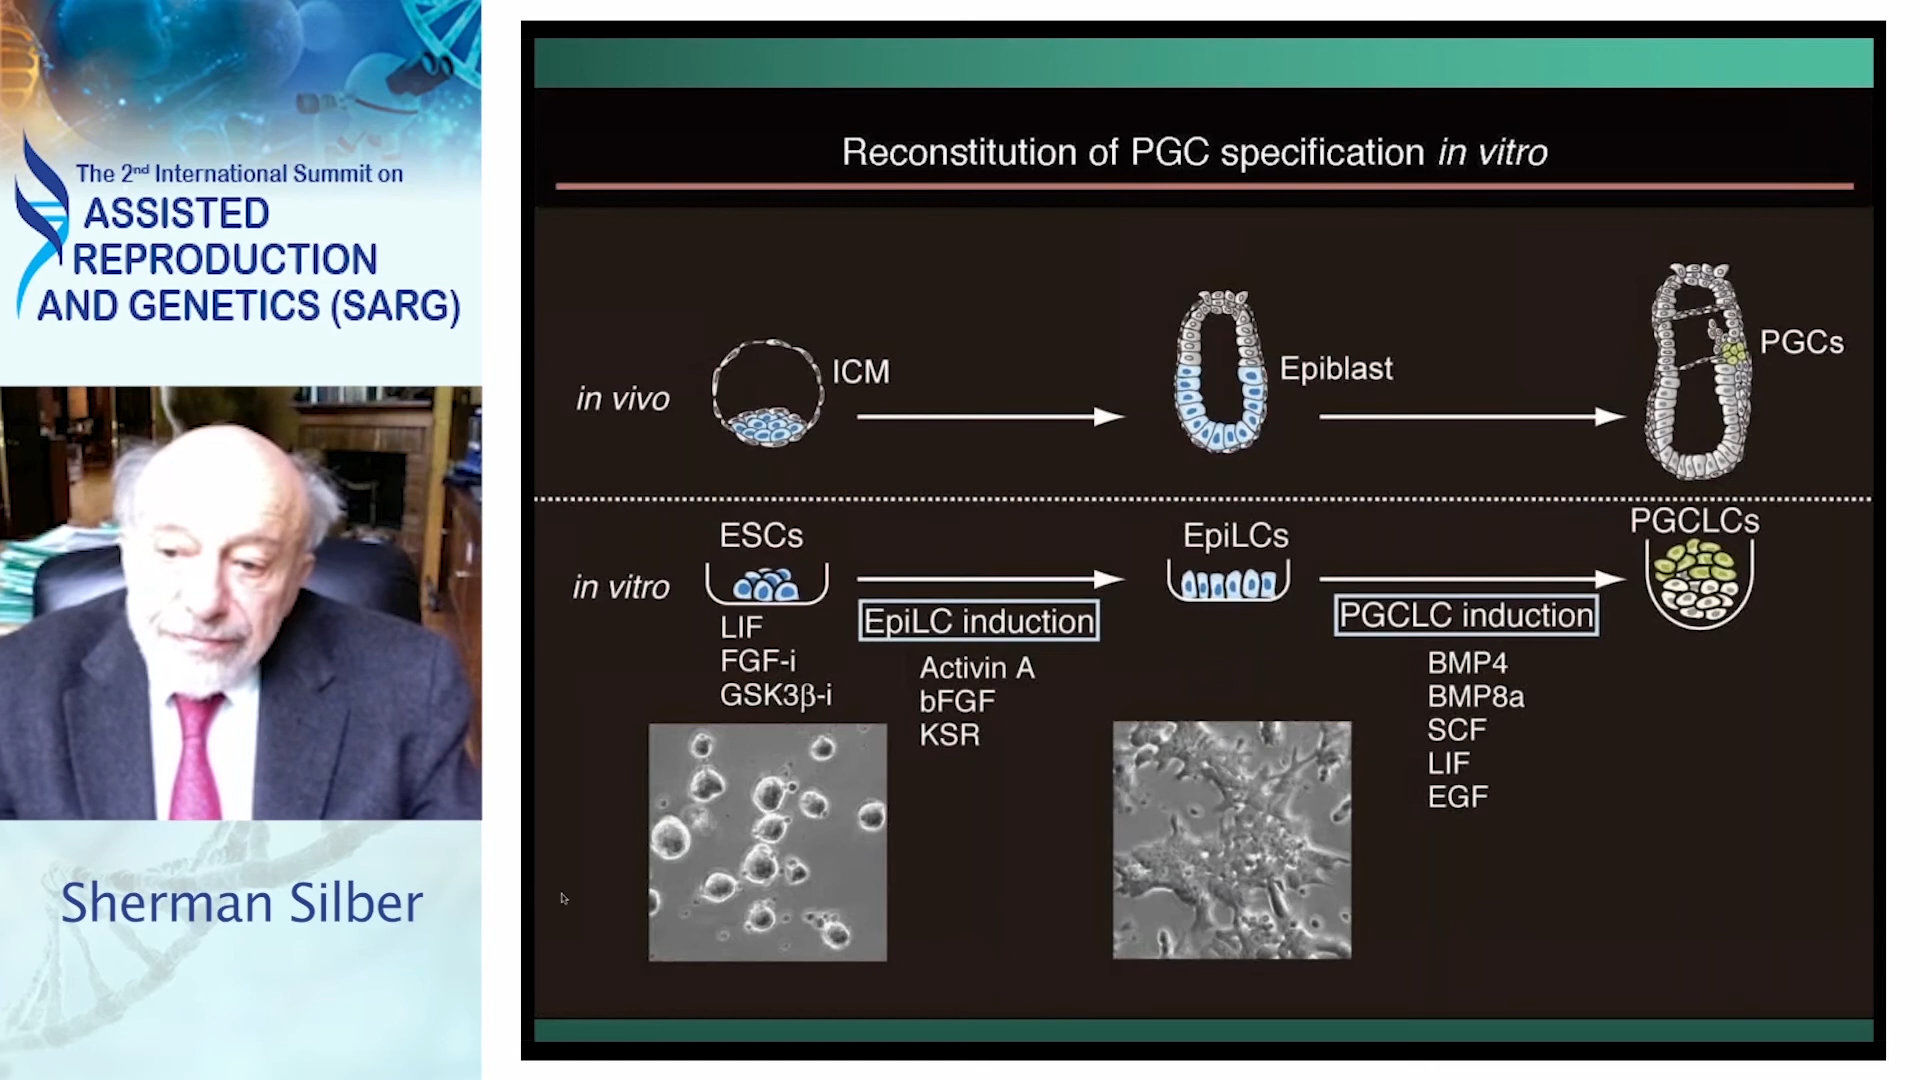 The 2nd International Summit on
ASSISTED
REPRODUCTION
AND GENETICS (SARG)
Sherman Silber
Reconstitution of PGC specification in vitro
in vivo
ICM
Epiblast
PGCs
in vitro
ESCs
LIF
FGF-i
GSK3β-i
EpiLC induction
Activin A
bFGF
KSR
EpiLCs
PGCLC induction
BMP4
BMP8a
SCF
LIF
EGF
PGCLCs